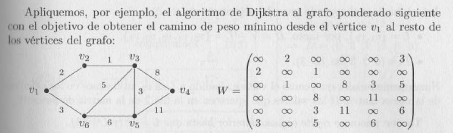 Apliquemos, por ejemplo, el algoritmo de Dijkstra al grafo ponderado siguiente
con el objetivo de obtener el camino de peso mínimo desde el vértice v₁ al resto de
los vértices del grafo:
v₂ 1 v₃
2 8
5
v₁ 3 v₄
3 11
v₆ 6 v₅
W =
∞ 2 ∞ ∞ ∞ 3
2 ∞ 1 ∞ ∞ ∞
∞ 1 ∞ 8 3 5
∞ ∞ 8 ∞ 11 ∞
∞ ∞ 3 11 ∞ 6
3 ∞ 5 ∞ 6 ∞